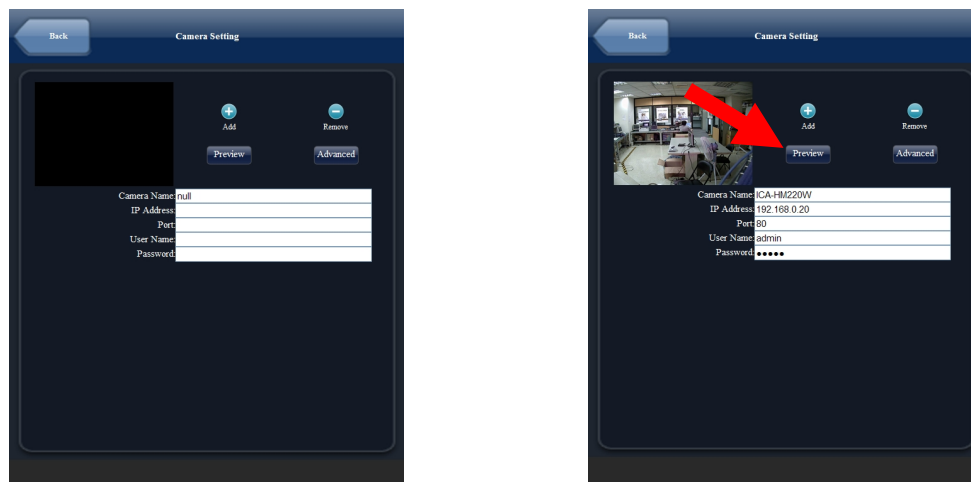 Back
Camera Setting
Add
Remove
Preview
Advanced
Camera Name: null
IP Address:
Port:
User Name:
Password:
Back
Camera Setting
Add
Remove
Preview
Advanced
Camera Name: ICA-HM220W
IP Address: 192.168.0.20
Port: 80
User Name: admin
Password: •••••